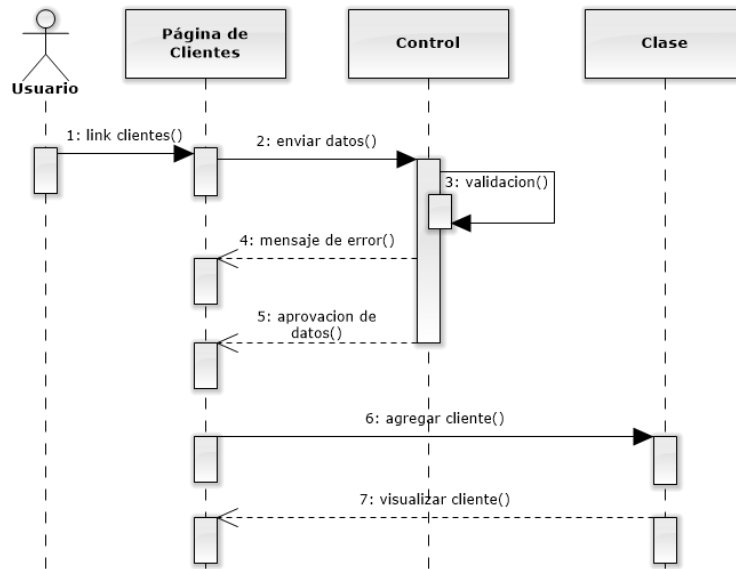 Página de
Clientes
Control
Clase
Usuario
1: link clientes()
2: enviar datos()
3: validacion()
4: mensaje de error()
5: aprovacion de
datos()
6: agregar cliente()
7: visualizar cliente()